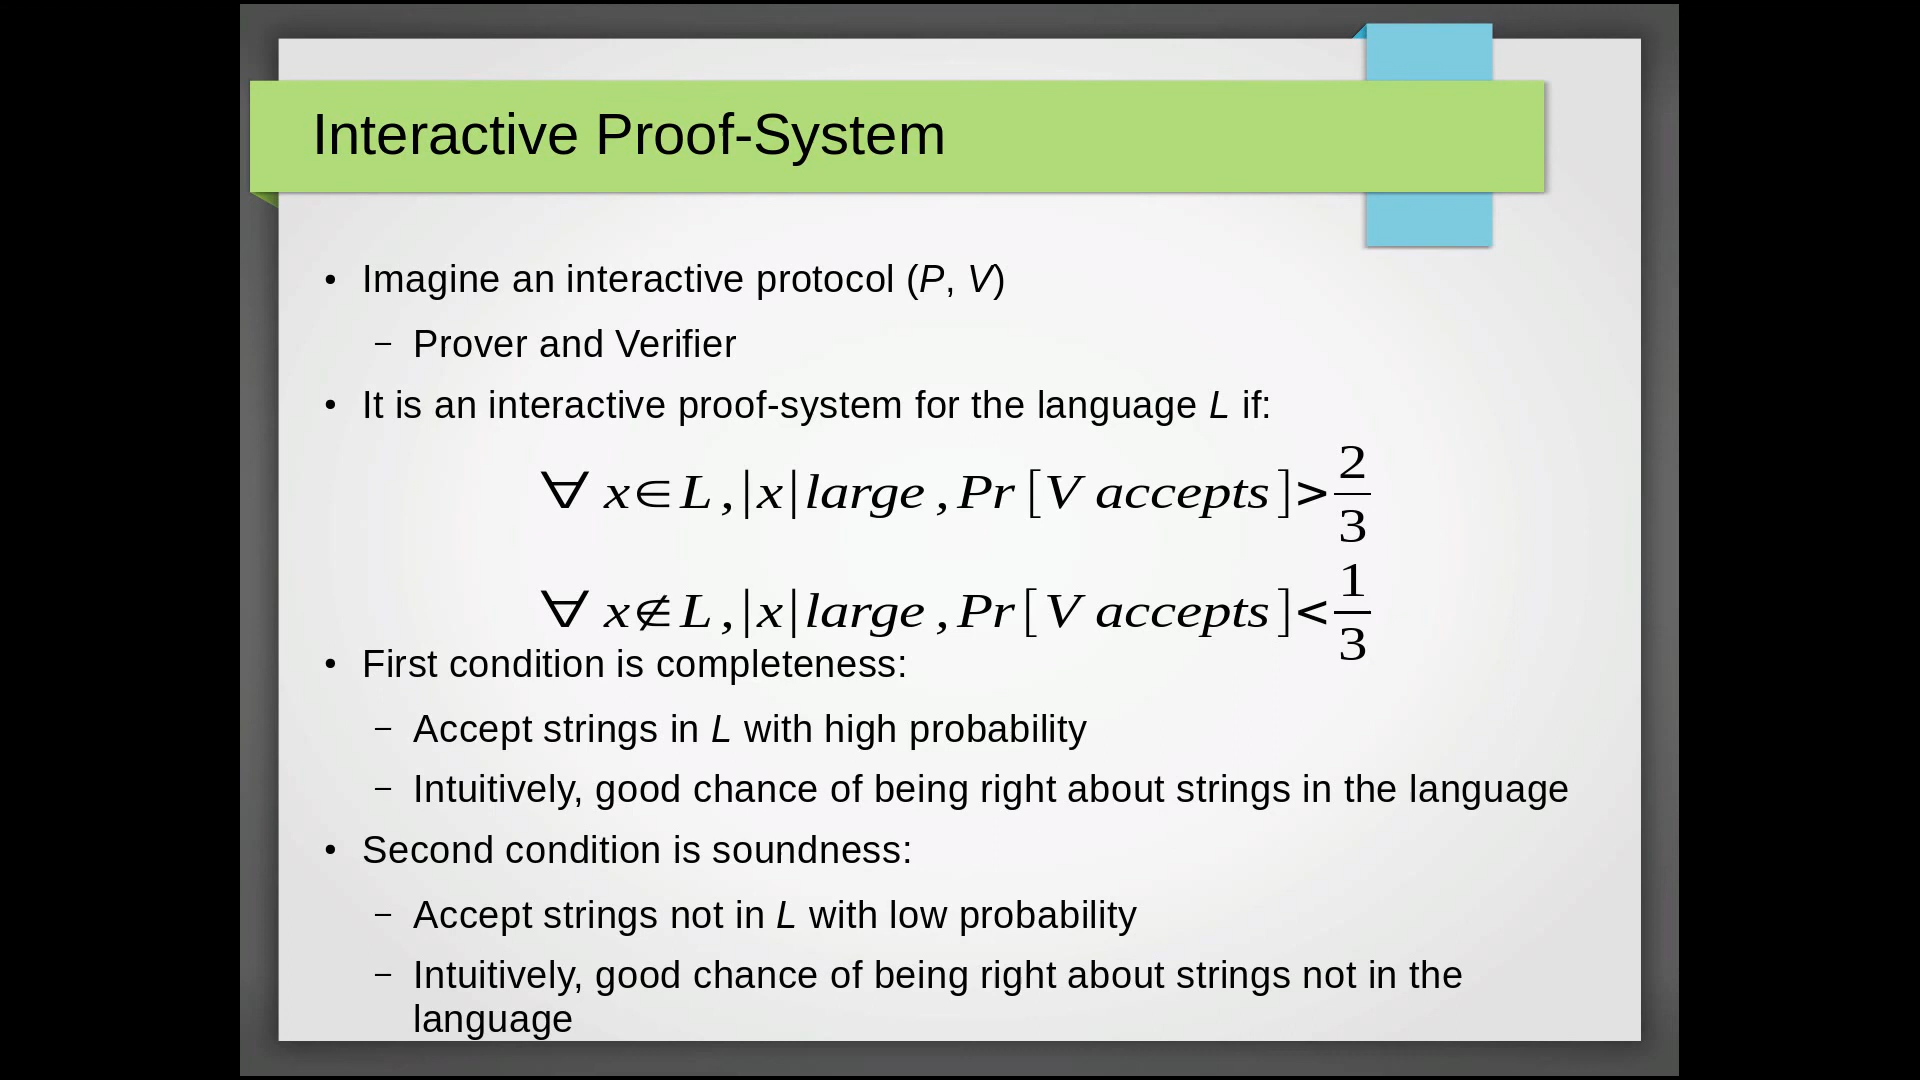 Interactive Proof-System
• Imagine an interactive protocol (P, V)
– Prover and Verifier
• It is an interactive proof-system for the language L if:
∀ x∈L,|x|large,Pr[V accepts]>2/3
∀ x∉L,|x|large,Pr[V accepts]<1/3
• First condition is completeness:
– Accept strings in L with high probability
– Intuitively, good chance of being right about strings in the language
• Second condition is soundness:
– Accept strings not in L with low probability
– Intuitively, good chance of being right about strings not in the
language